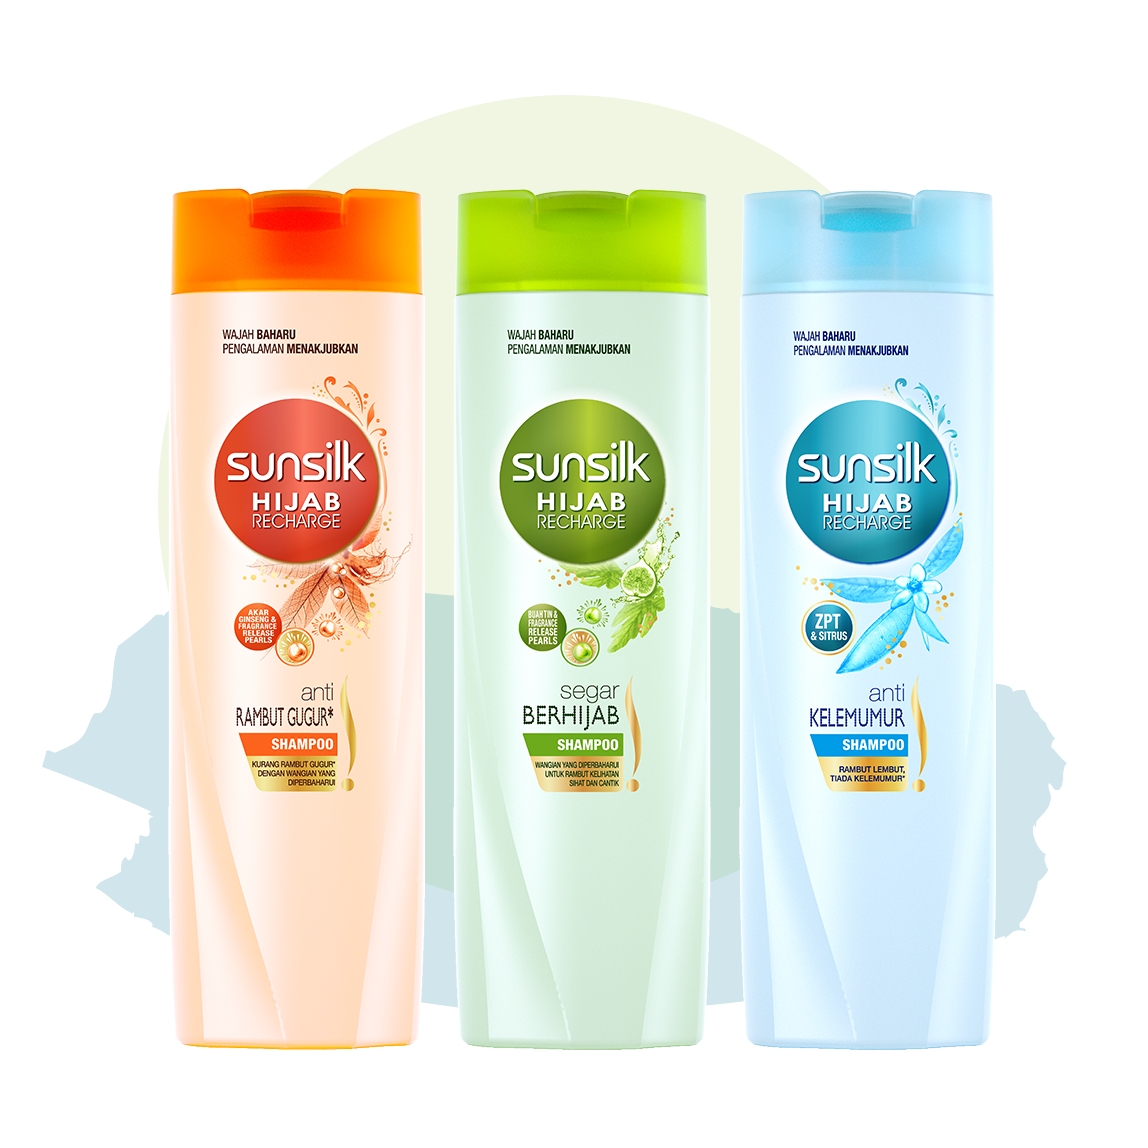 WAJAH BAHARU
PENGALAMAN MENAKJUBKAN
sunsilk
HIJAB
RECHARGE
AKAR
GINSENG &
FRAGRANCE
RELEASE
PEARLS
anti
RAMBUT GUGUR*
SHAMPOO
KURANG RAMBUT GUGUR*
DENGAN WANGIAN YANG
DIPERBAHARUI
WAJAH BAHARU
PENGALAMAN MENAKJUBKAN
sunsilk
HIJAB
RECHARGE
BUAH TIN &
FRAGRANCE
RELEASE
PEARLS
segar
BERHIJAB
SHAMPOO
WANGIAN YANG DIPERBAHARUI
UNTUK RAMBUT KELIHATAN
SIHAT DAN CANTIK
WAJAH BAHARU
PENGALAMAN MENAKJUBKAN
sunsilk
HIJAB
RECHARGE
ZPT
& SITRUS
anti
KELEMUMUR
SHAMPOO
RAMBUT LEMBUT,
TIADA KELEMUMUR*